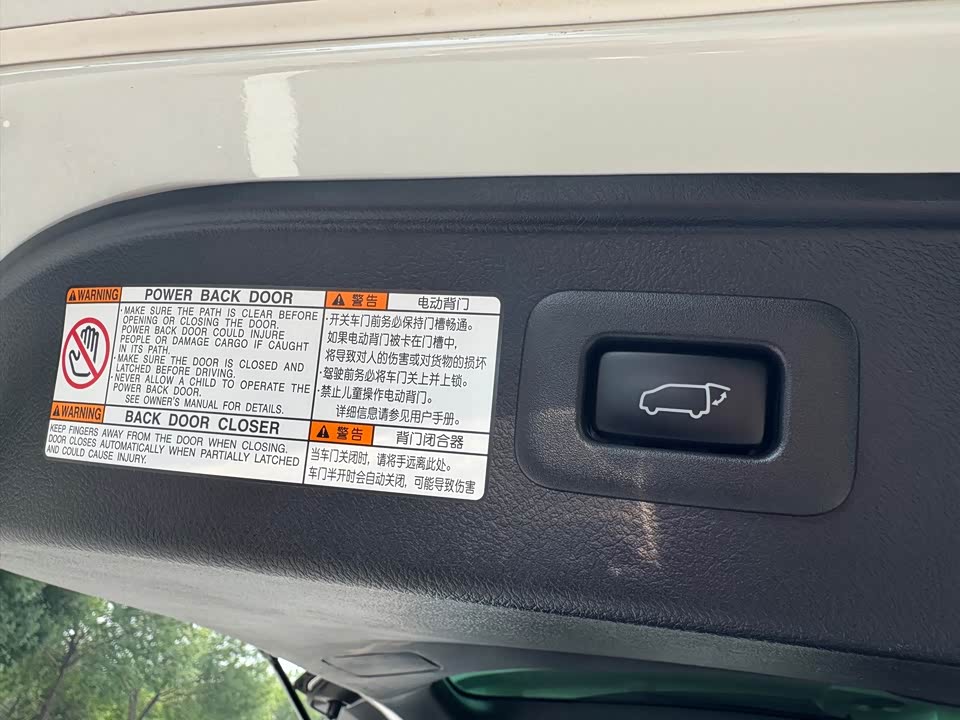 WARNING
POWER BACK DOOR
·MAKE SURE THE PATH IS CLEAR BEFORE
OPENING OR CLOSING THE DOOR.
POWER BACK DOOR COULD INJURE
PEOPLE OR DAMAGE CARGO IF CAUGHT
IN ITS PATH.
·MAKE SURE THE DOOR IS CLOSED AND
LATCHED BEFORE DRIVING.
·NEVER ALLOW A CHILD TO OPERATE THE
POWER BACK DOOR.
SEE OWNER'S MANUAL FOR DETAILS.
WARNING
BACK DOOR CLOSER
KEEP FINGERS AWAY FROM THE DOOR WHEN CLOSING.
DOOR CLOSES AUTOMATICALLY WHEN PARTIALLY LATCHED
AND COULD CAUSE INJURY.
警告
电动背门
·开关车门前务必保持门槽畅通。
如果电动背门被卡在门槽中,
将导致对人的伤害或对货物的损坏
·驾驶前务必将车门关上并上锁。
·禁止儿童操作电动背门。
详细信息请参见用户手册。
警告
背门闭合器
当车门关闭时, 请将手远离此处。
车门半开时会自动关闭, 可能导致伤害